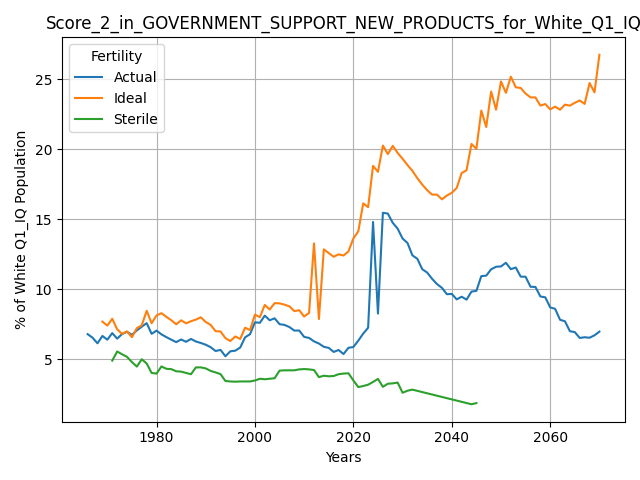 Score_2_in_GOVERNMENT_SUPPORT_NEW_PRODUCTS_for_White_Q1_IQ
Fertility
Actual
Ideal
Sterile
% of White Q1_IQ Population
25
20
15
10
5
1980 2000 2020 2040 2060
Years